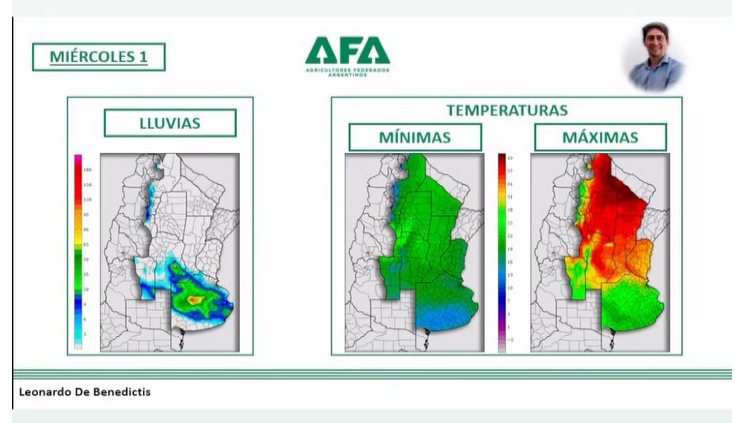 MIÉRCOLES 1
AFA
AGRICULTORES FEDERADOS
ARGENTINOS
LLUVIAS
TEMPERATURAS
MÍNIMAS
MÁXIMAS
Leonardo De Benedictis